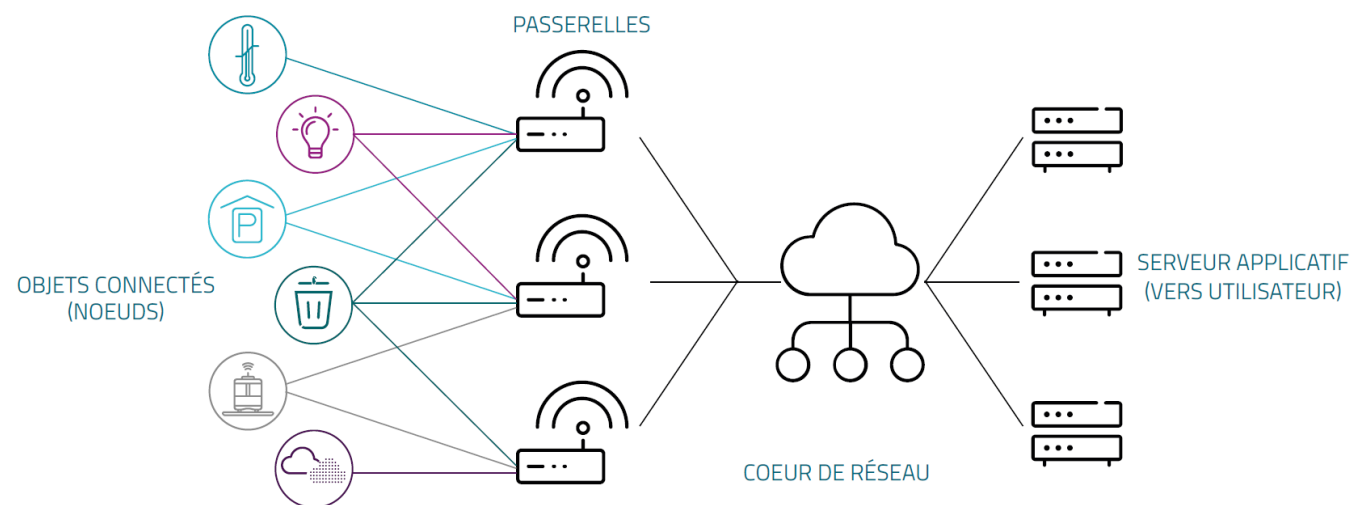 PASSERELLES
P
OBJETS CONNECTÉS
(NOEUDS)
SERVEUR APPLICATIF
(VERS UTILISATEUR)
COEUR DE RÉSEAU